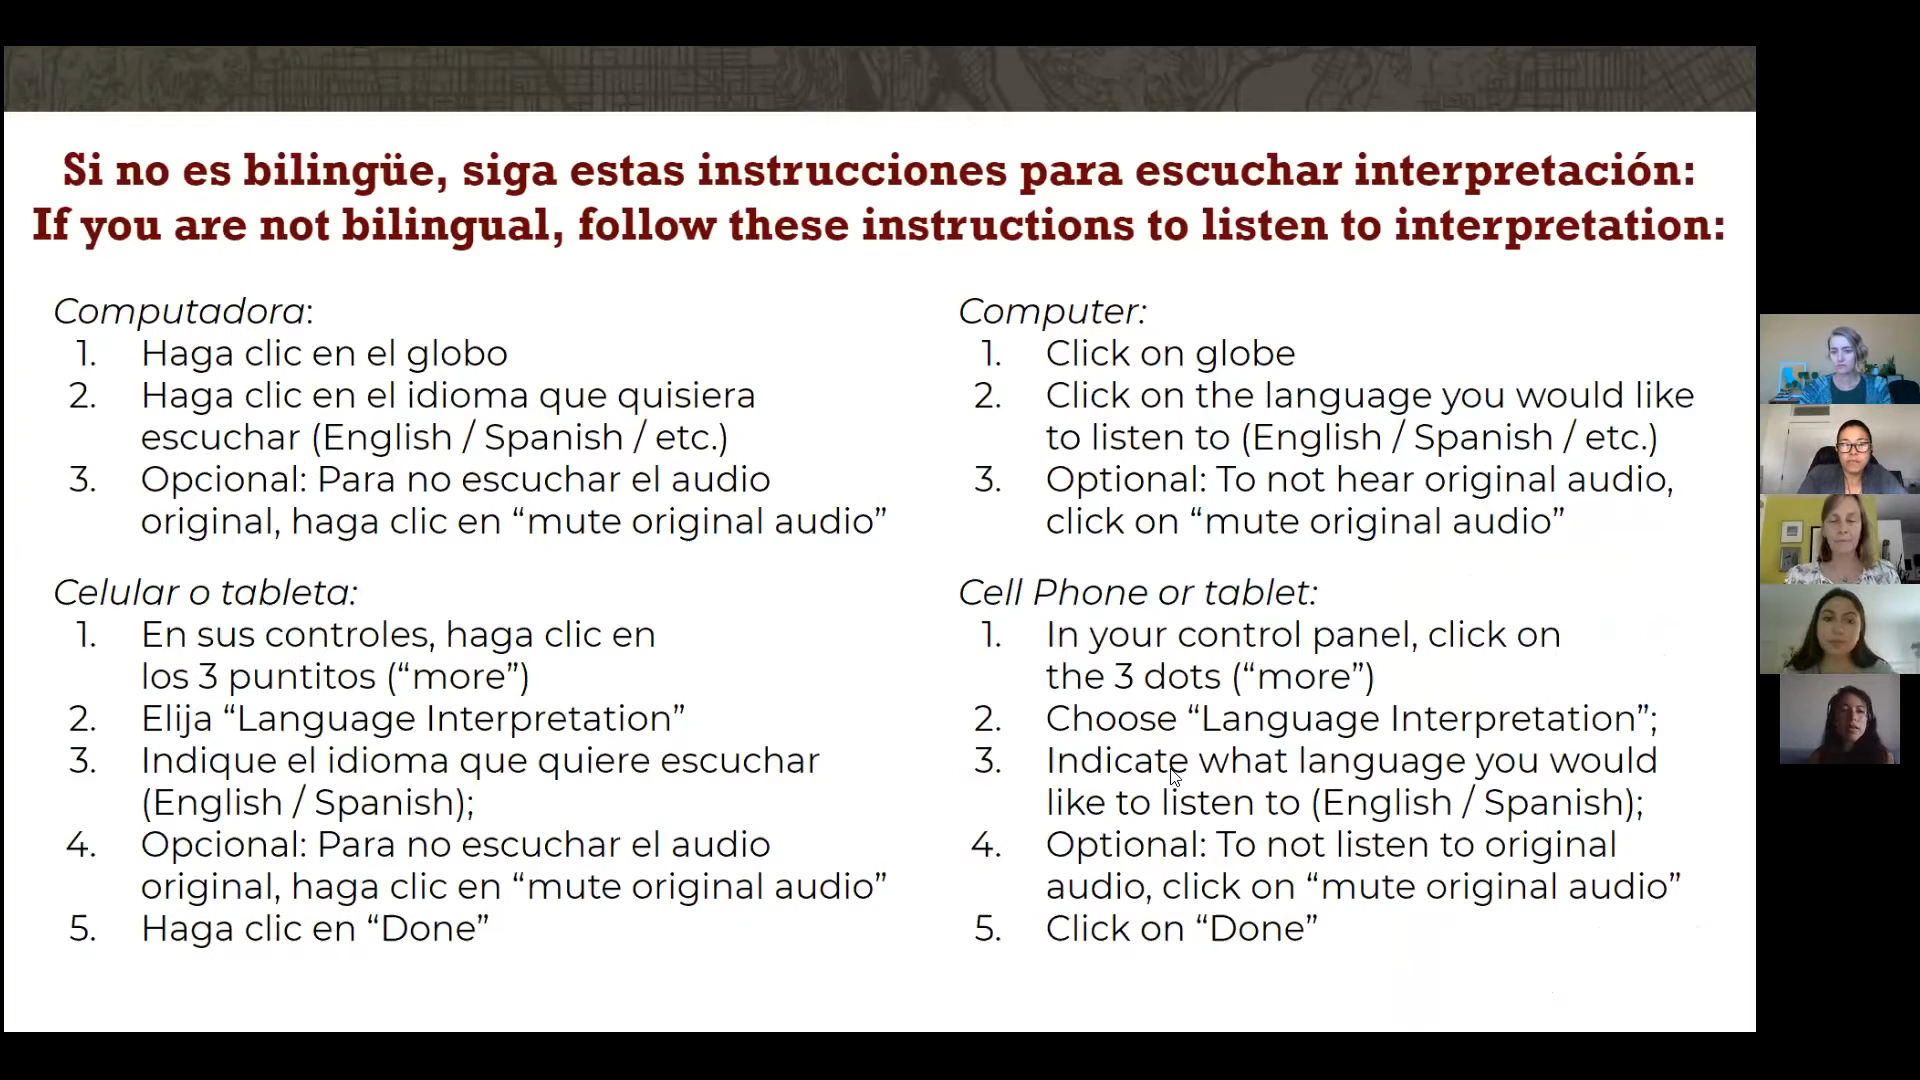 Si no es bilingüe, siga estas instrucciones para escuchar interpretación:
If you are not bilingual, follow these instructions to listen to interpretation:
Computadora:
1. Haga clic en el globo
2. Haga clic en el idioma que quisiera
escuchar (English / Spanish / etc.)
3. Opcional: Para no escuchar el audio
original, haga clic en “mute original audio”
Celular o tableta:
1. En sus controles, haga clic en
los 3 puntitos (“more”)
2. Elija “Language Interpretation”
3. Indique el idioma que quiere escuchar
(English / Spanish);
4. Opcional: Para no escuchar el audio
original, haga clic en “mute original audio”
5. Haga clic en “Done”
Computer:
1. Click on globe
2. Click on the language you would like
to listen to (English / Spanish / etc.)
3. Optional: To not hear original audio,
click on “mute original audio”
Cell Phone or tablet:
1. In your control panel, click on
the 3 dots (“more”)
2. Choose “Language Interpretation”;
3. Indicate what language you would
like to listen to (English / Spanish);
4. Optional: To not listen to original
audio, click on “mute original audio”
5. Click on “Done”